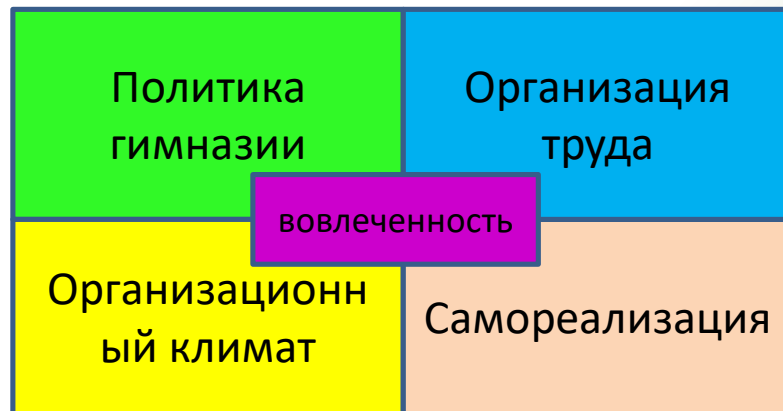 Политика
гимназии
Организация
труда
вовлеченность
Организационн
ый климат
Самореализация